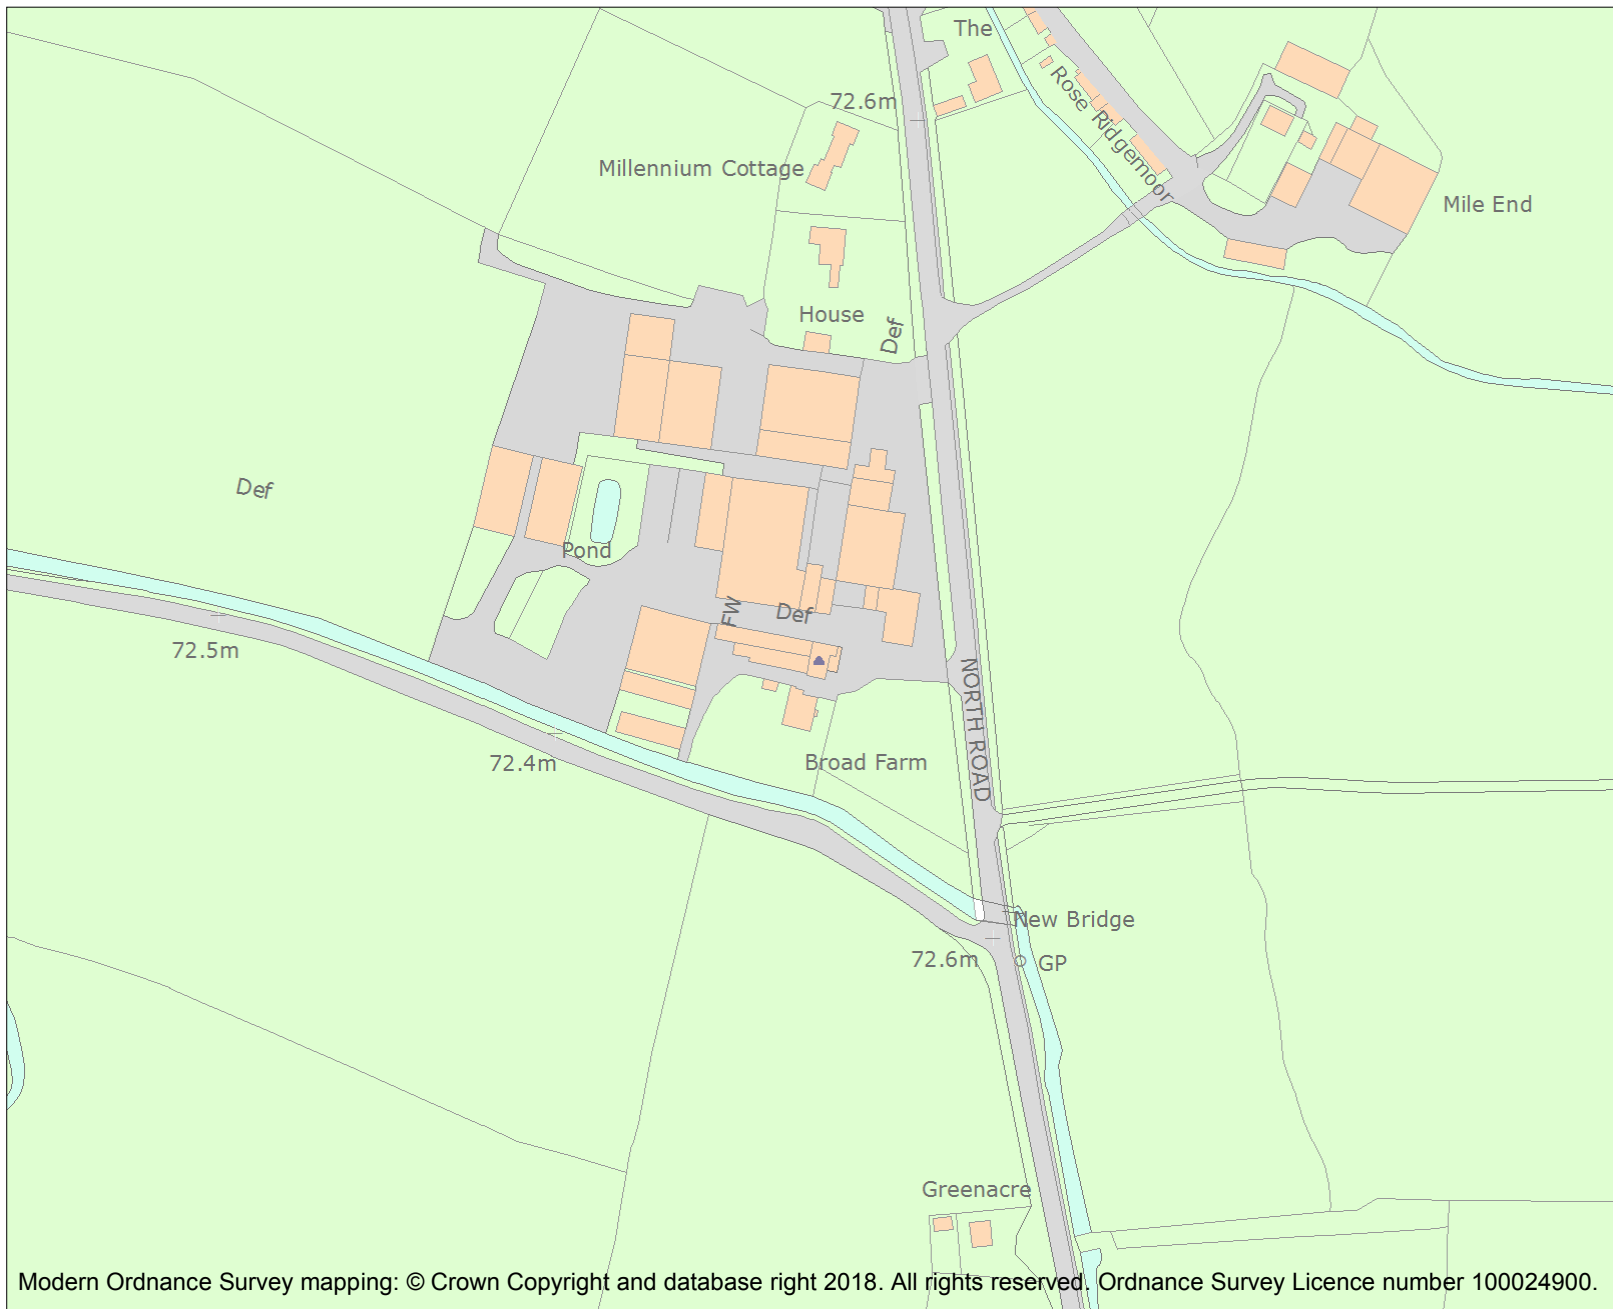 The
72.6m
Rose Ridgemoor
Millennium Cottage
Mile End
House
Def
Def
Pond
FW
Def
72.5m
NORTH ROAD
72.4m
Broad Farm
New Bridge
72.6m
GP
Greenacre
Modern Ordnance Survey mapping: © Crown Copyright and database right 2018. All rights reserved. Ordnance Survey Licence number 100024900.